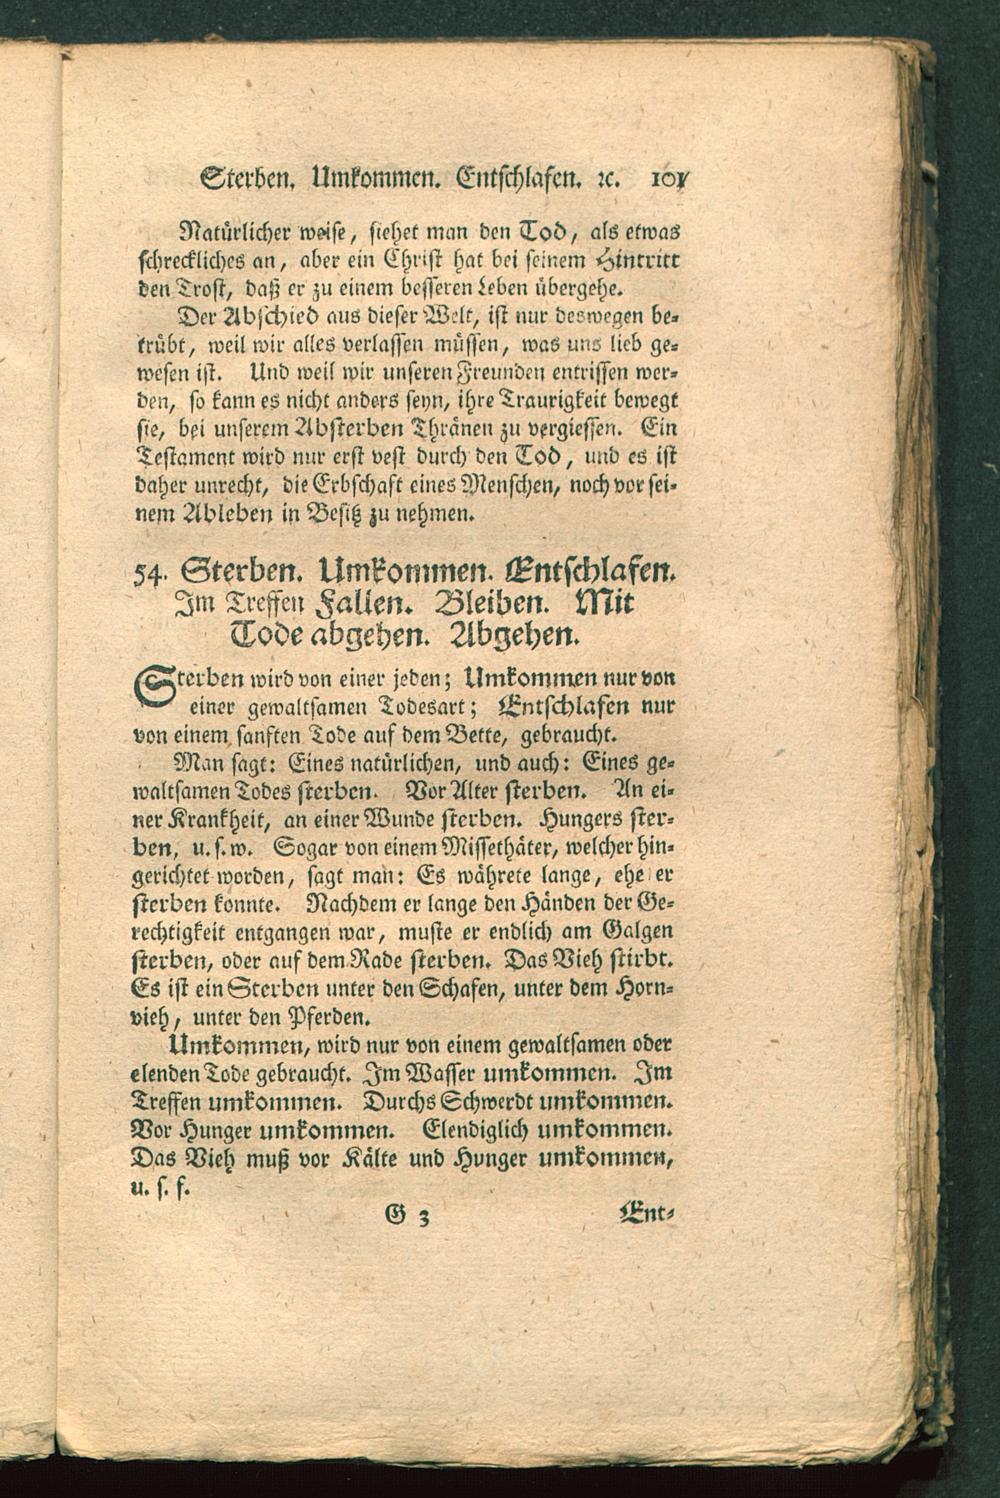 Sterben. Umkommen. Entschlafen. ꝛc. 101
Natürlicher weise, siehet man den Tod, als etwas
schreckliches an, aber ein Christ hat bei seinem Hintritt
den Trost, daß er zu einem besseren Leben übergehe.
Der Abschied aus dieser Welt, ist nur deswegen be-
trübt, weil wir alles verlassen müssen, was uns lieb ge-
wesen ist. Und weil wir unseren Freunden entrissen wer-
den, so kann es nicht anders seyn, ihre Traurigkeit bewegt
sie, bei unserem Absterben Thränen zu vergiessen. Ein
Testament wird nur erst vest durch den Tod, und es ist
daher unrecht, die Erbschaft eines Menschen, noch vor sei-
nem Ableben in Besitz zu nehmen.
54. Sterben. Umkommen. Entschlafen.
Im Treffen Fallen. Bleiben. Mit
Tode abgehen. Abgehen.
Sterben wird von einer jeden; Umkommen nur von
einer gewaltsamen Todesart; Entschlafen nur
von einem sanften Tode auf dem Bette, gebraucht.
Man sagt: Eines natürlichen, und auch: Eines ge-
waltsamen Todes sterben. Vor Alter sterben. An ei-
ner Krankheit, an einer Wunde sterben. Hungers ster-
ben, u. s. w. Sogar von einem Missethäter, welcher hin-
gerichtet worden, sagt man: Es währete lange, ehe er
sterben konnte. Nachdem er lange den Händen der Ge-
rechtigkeit entgangen war, muste er endlich am Galgen
sterben, oder auf dem Rade sterben. Das Vieh stirbt.
Es ist ein Sterben unter den Schafen, unter dem Horn-
vieh, unter den Pferden.
Umkommen, wird nur von einem gewaltsamen oder
elenden Tode gebraucht. Im Wasser umkommen. Im
Treffen umkommen. Durchs Schwerdt umkommen.
Vor Hunger umkommen. Elendiglich umkommen.
Das Vieh muß vor Kälte und Hunger umkommen,
u. s. f.
G 3 Ent-